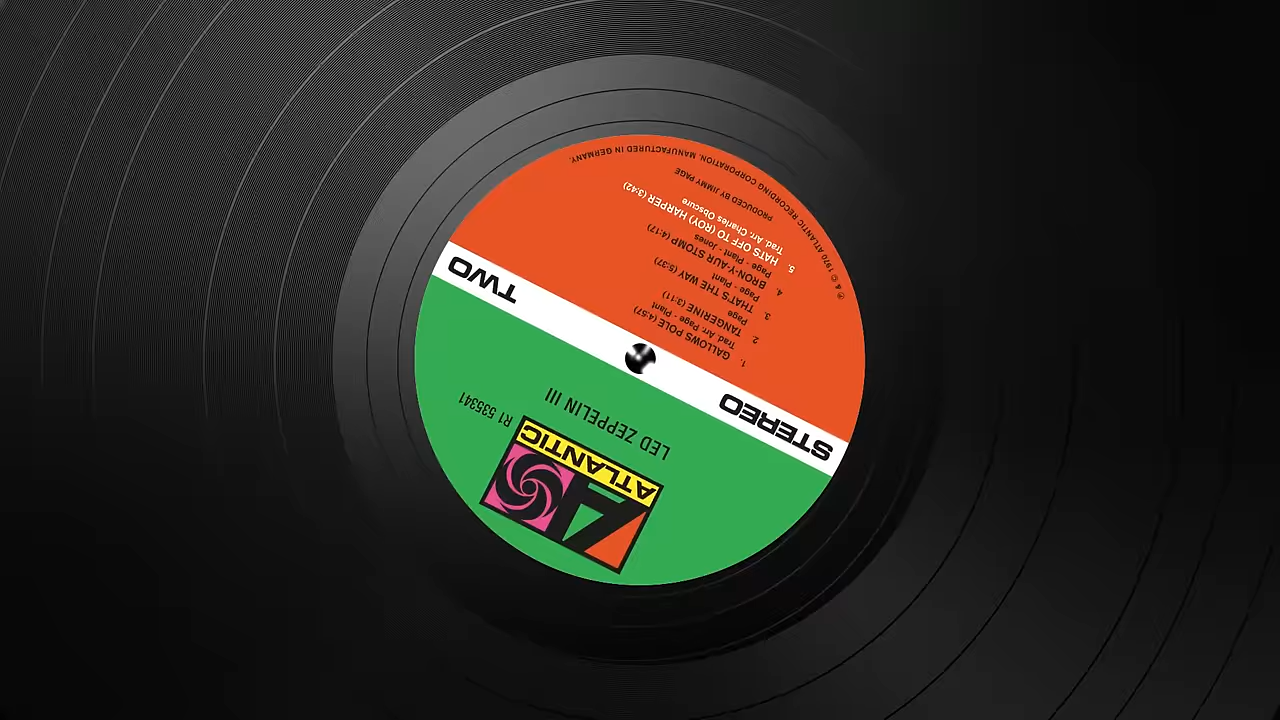 ATLANTIC
R1 535341
LED ZEPPELIN III
STEREO
TWO
1. GALLOWS POLE (4:57)
Trad. Arr. Page - Plant
2. TANGERINE (3:11)
Page
3. THAT'S THE WAY (5:37)
Page - Plant
4. BRON-Y-AUR STOMP (4:17)
Page - Plant - Jones
5. HATS OFF TO (ROY) HARPER (3:42)
Trad. Arr. Charles Obscure
PRODUCED BY JIMMY PAGE
℗ & © 1970 ATLANTIC RECORDING CORPORATION. MANUFACTURED IN GERMANY.